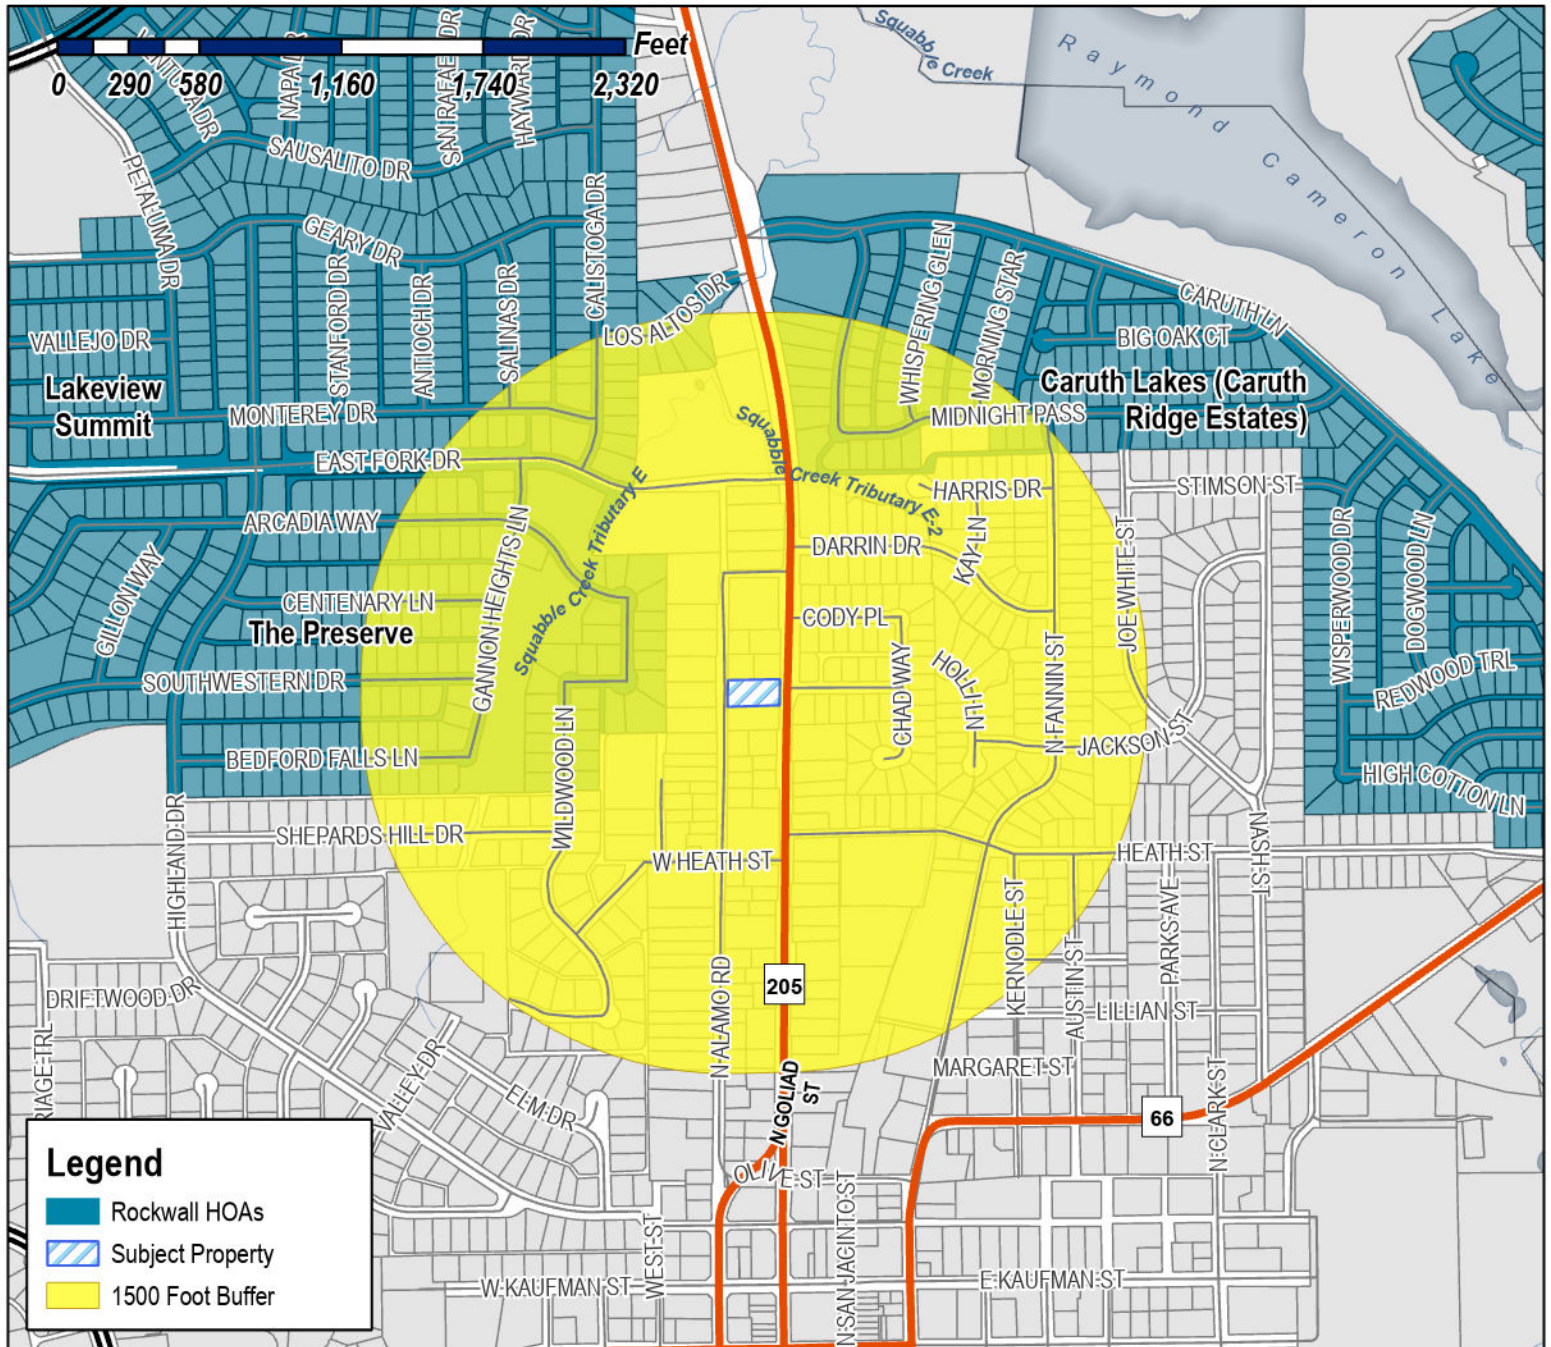 Feet
0 290 580 1,160 1,740 2,320
Squabble Creek
Raymond Cameron Lake
NAPA
SAN RAFAE DR
HAYWARD DR
SAUSALITO DR
PETALUMA DR
GEARY DR
CALISTOGA DR
STANFORD DR
ANTIOCH DR
SALINAS DR
VALLEJO DR
LOS ALTOS DR
WHISPERING GLEN
MORNING STAR
CARUTH LN
BIG OAK CT
Lakeview
Summit
MONTEREY DR
Caruth Lakes (Caruth
Ridge Estates)
MIDNIGHT PASS
EAST FORK DR
Squabble Creek Tributary E
Squabble Creek Tributary E-2
HARRIS DR
STIMSON ST
ARCADIA WAY
GANNON HEIGHTS LN
DARRIN DR
KAY LN
JOE WHITE ST
WISPERWOOD DR
DOGWOOD LN
GILLON WAY
CENTENARY LN
The Preserve
CODY PL
CHAD WAY
HOLLI LN
N FANNIN ST
REDWOOD TRL
SOUTHWESTERN DR
BEDFORD FALLS LN
WILDWOOD LN
JACKSON ST
HIGH COTTON LN
HIGHLAND DR
SHEPARDS HILL DR
W HEATH ST
HEATH ST
NASH ST
KERNODLE ST
AUSTIN ST
PARKS AVE
DRIFTWOOD DR
N ALAMO RD
205
LILLIAN ST
RIAGE TRL
VALLEY DR
ELM DR
N GOLIAD
ST
MARGARET ST
66
N CLARK ST
OLIVE ST
WEST ST
N SAN JACINTO ST
W KAUFMAN ST
E KAUFMAN ST
Legend
Rockwall HOAs
Subject Property
1500 Foot Buffer